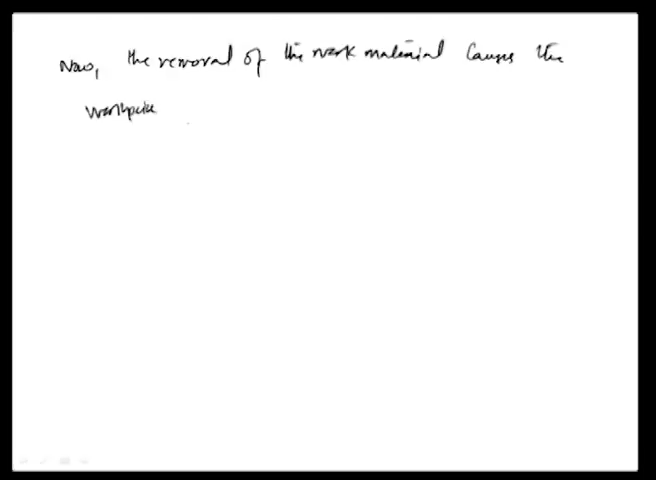 Now, the removal of the work material causes the
workpiece